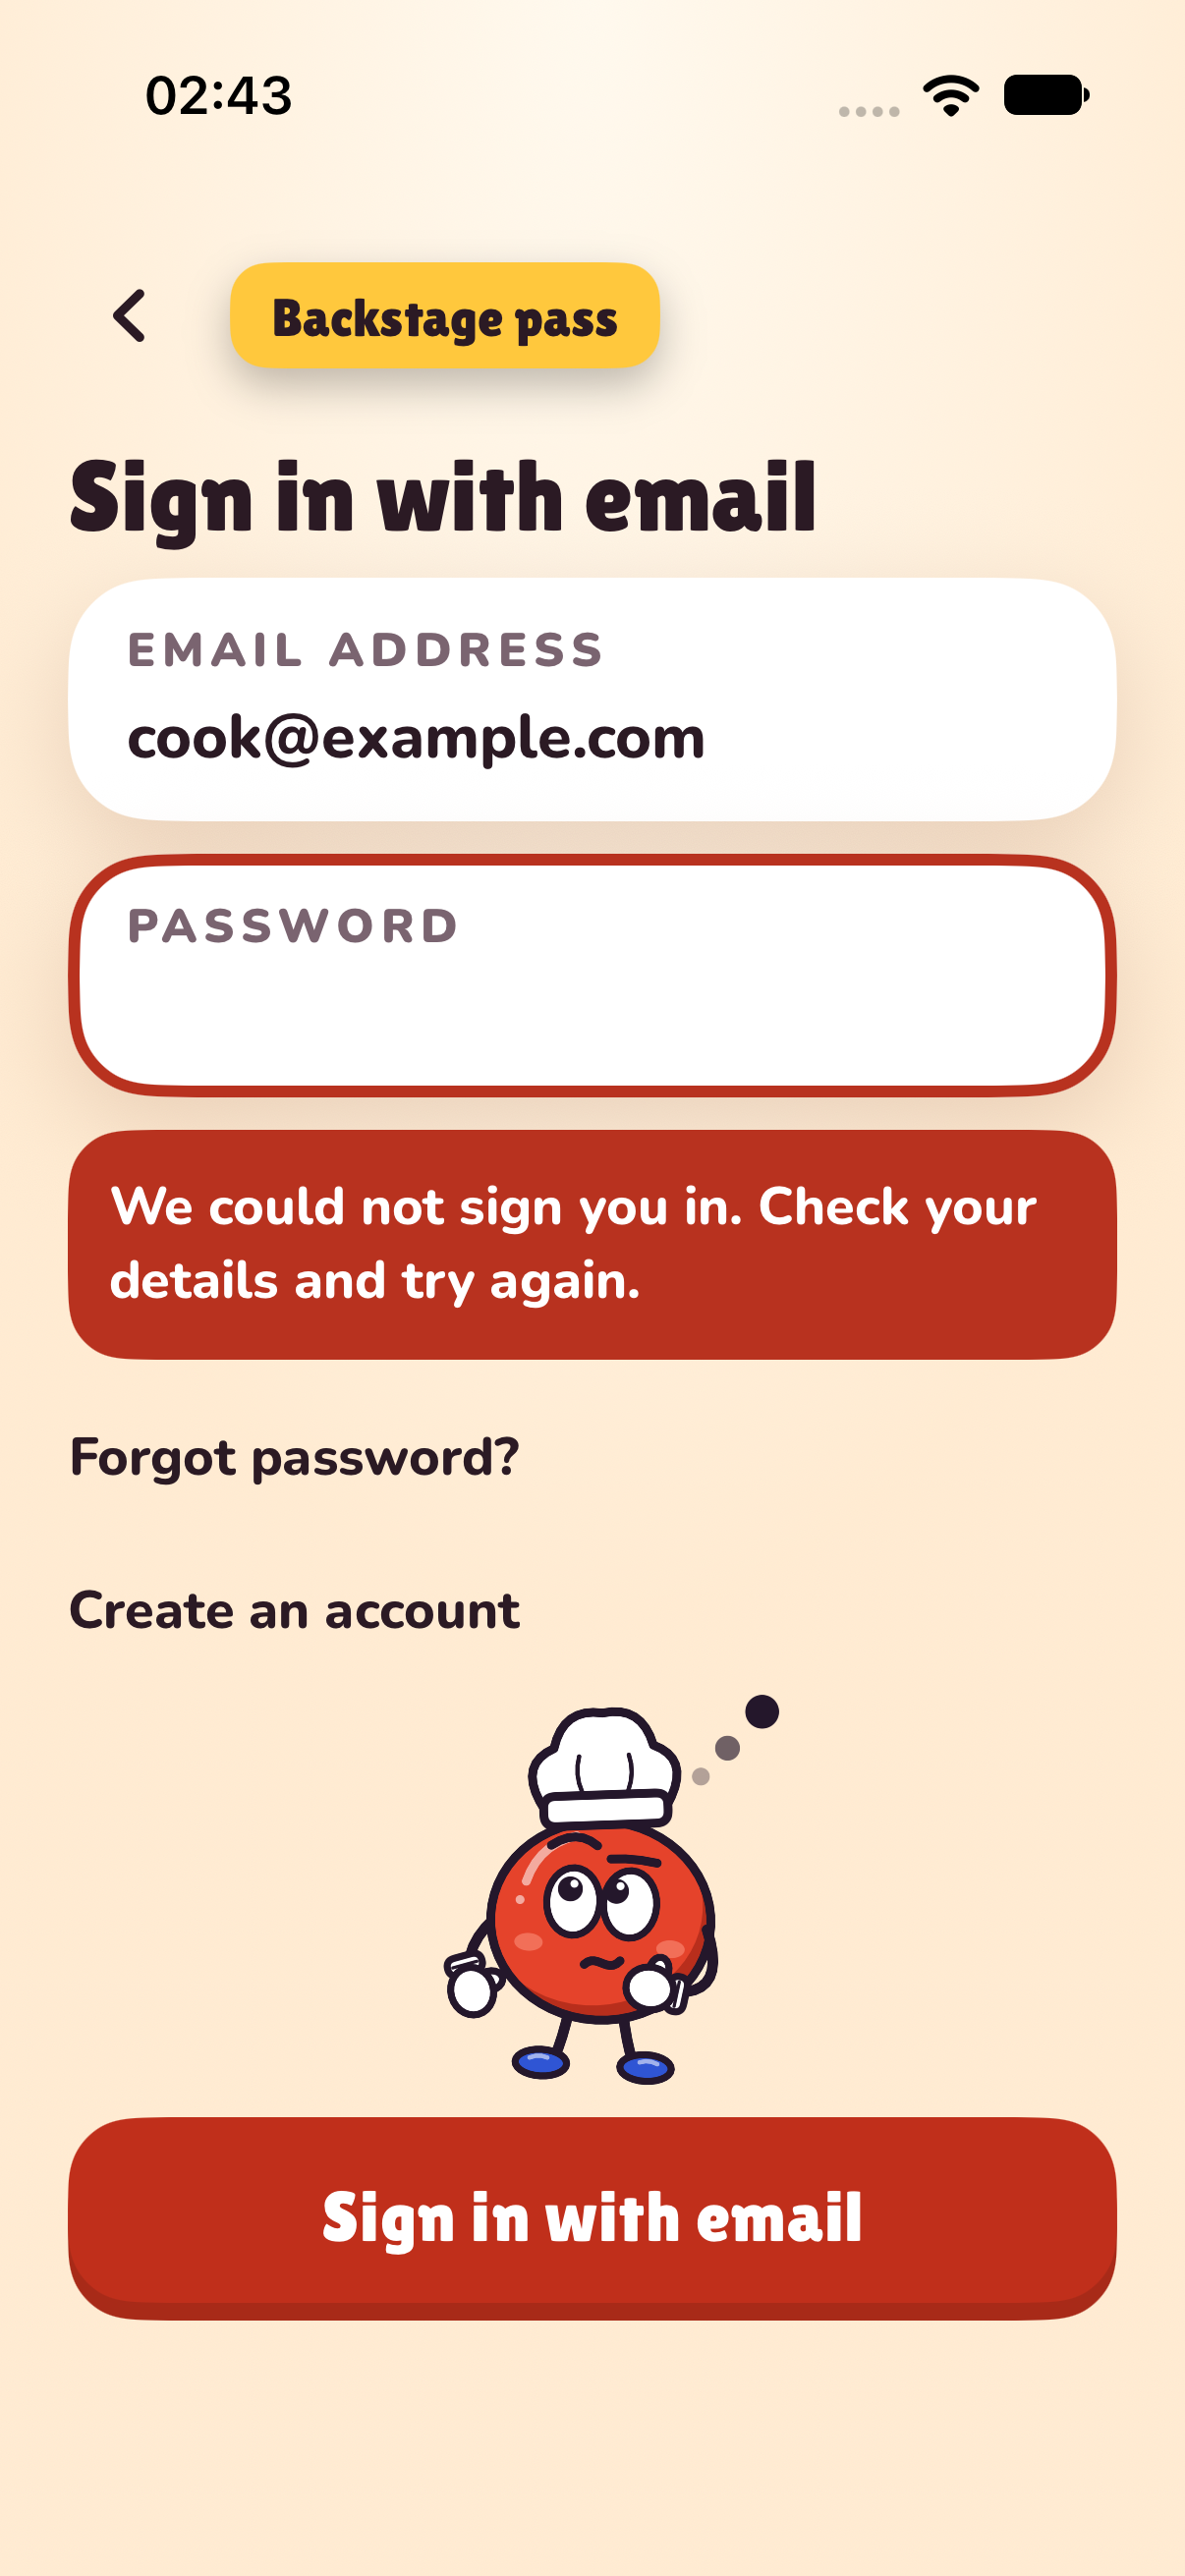 02:43
Backstage pass
Sign in with email
EMAIL ADDRESS
cook@example.com
PASSWORD
We could not sign you in. Check your
details and try again.
Forgot password?
Create an account
Sign in with email